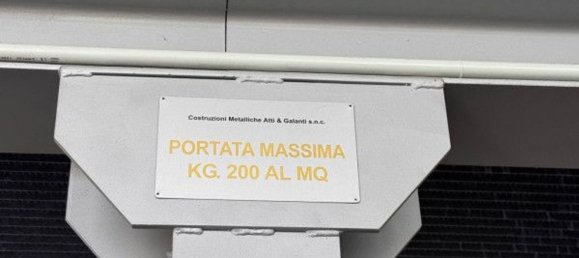 Costruzioni Metalliche Atti & Galanti s.n.c.
PORTATA MASSIMA
KG. 200 AL MQ